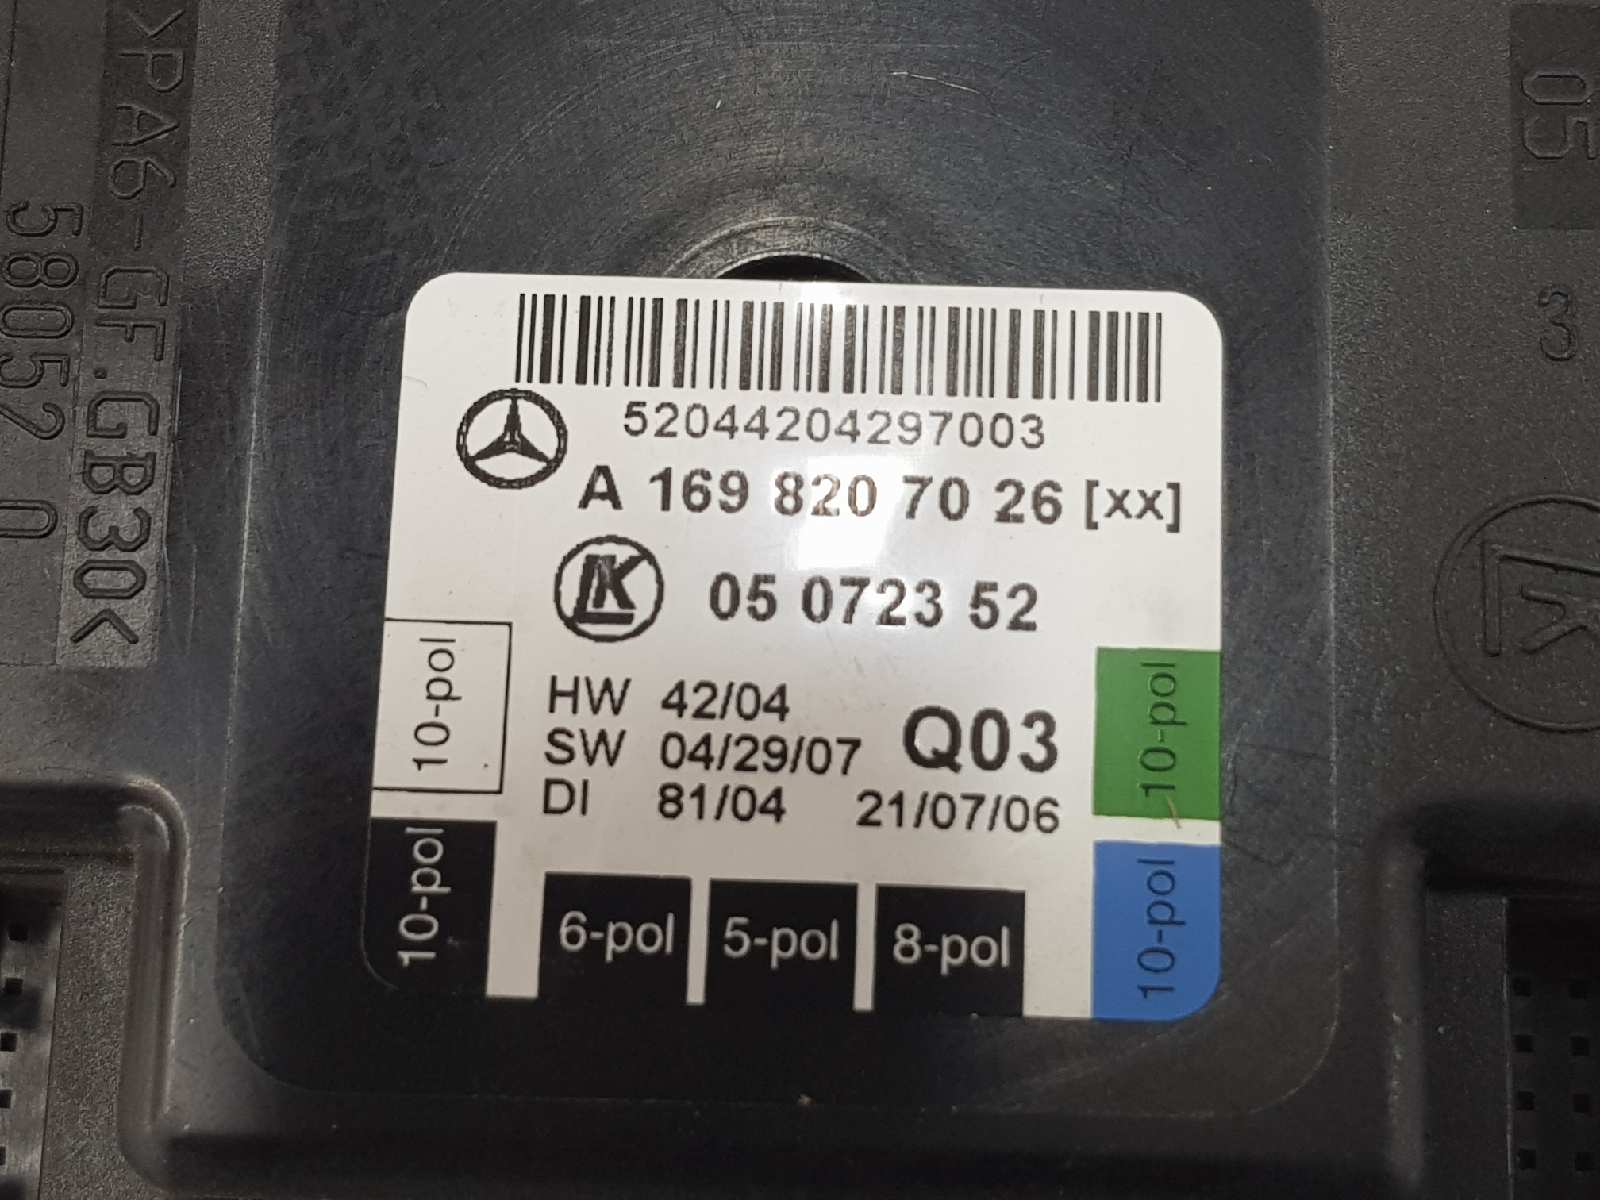 >PA6-GF.GB30<
58052 0
05
3
52044204297003
A 169 820 70 26 [xx]
LK 05 0723 52
LK
HW 42/04
SW 04/29/07
Q03
DI 81/04 21/07/06
10-pol
10-pol
6-pol
5-pol
8-pol
10-pol
10-pol